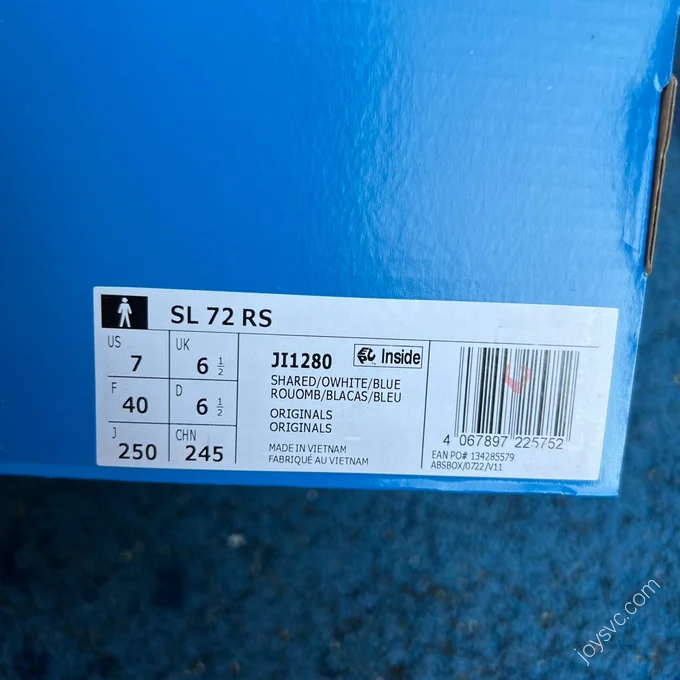 SL 72 RS
US
7
UK
6 1/2
F
40
D
6 1/2
J
250
CHN
245
JI1280
Inside
SHARED/OWHITE/BLUE
ROUOMB/BLACAS/BLEU
ORIGINALS
ORIGINALS
MADE IN VIETNAM
FABRIQUÉ AU VIETNAM
4 067897 225752
EAN PO# 134285579
ABSBOX/0722/V11
joysvc.com